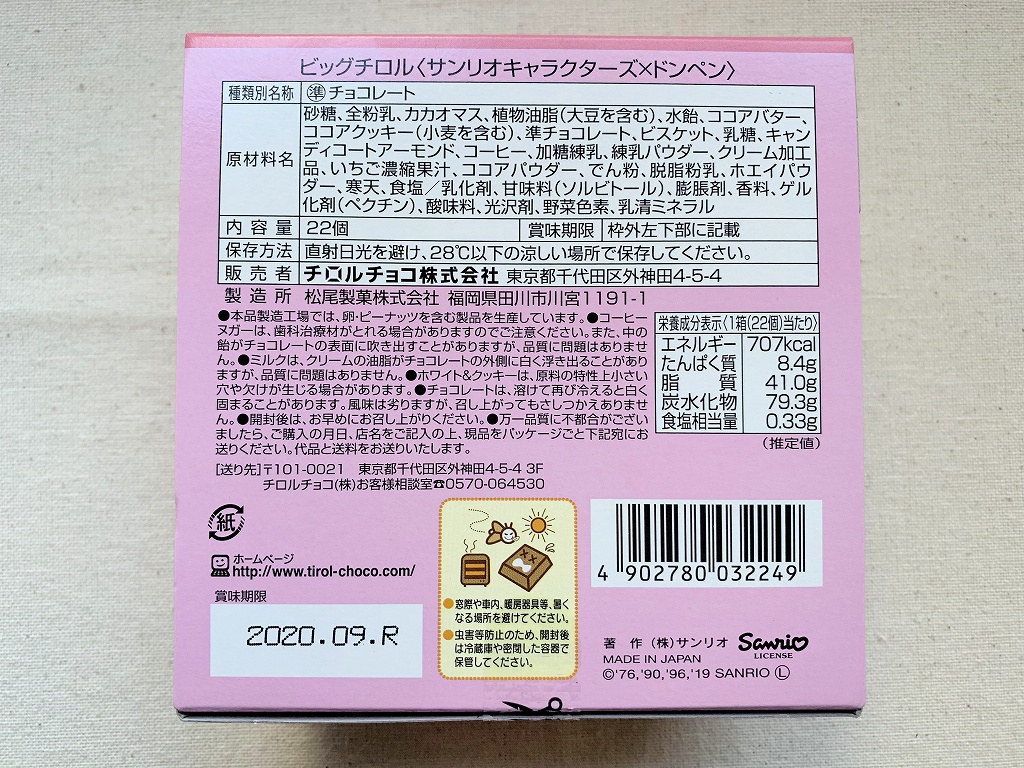 ビッグチロル〈サンリオキャラクターズ×ドンペン〉
種類別名称 準 チョコレート
原材料名
砂糖、全粉乳、カカオマス、植物油脂(大豆を含む)、水飴、ココアバター、
ココアクッキー(小麦を含む)、準チョコレート、ビスケット、乳糖、キャン
ディコートアーモンド、コーヒー、加糖練乳、練乳パウダー、クリーム加工
品、いちご濃縮果汁、ココアパウダー、でん粉、脱脂粉乳、ホエイパウ
ダー、寒天、食塩/乳化剤、甘味料(ソルビトール)、膨脹剤、香料、ゲル
化剤(ペクチン)、酸味料、光沢剤、野菜色素、乳清ミネラル
内容量 22個 賞味期限 枠外左下部に記載
保存方法 直射日光を避け、28℃以下の涼しい場所で保存してください。
販売者 チロルチョコ株式会社 東京都千代田区外神田4-5-4
製造所 松尾製菓株式会社 福岡県田川市川宮1191-1
●本品製造工場では、卵・ピーナッツを含む製品を生産しています。●コーヒー
ヌガーは、歯科治療材がとれる場合がありますのでご注意ください。また、中の
飴がチョコレートの表面に吹き出すことがありますが、品質に問題はありませ
ん。●ミルクは、クリームの油脂がチョコレートの外側に白く浮き出ることがあり
ますが、品質に問題はありません。●ホワイト&クッキーは、原料の特性上小さい
穴や欠けが生じる場合があります。●チョコレートは、溶けて再び冷えると白く
固まることがあります。風味は劣りますが、召し上がってもさしつかえありませ
ん。●開封後は、お早めにお召し上がりください。●万一品質に不都合がござい
ましたら、ご購入の月日、店名をご記入の上、現品をパッケージごと下記宛にお
送りください。代品と送料をお送りいたします。
[送り先]〒101-0021 東京都千代田区外神田4-5-4 3F
チロルチョコ(株)お客様相談室☎0570-064530
栄養成分表示〈1箱(22個)当たり〉
エネルギー 707kcal
たんぱく質 8.4g
脂質 41.0g
炭水化物 79.3g
食塩相当量 0.33g
(推定値)
紙
ホームページ
http://www.tirol-choco.com/
賞味期限
2020.09.R
●窓際や車内、暖房器具等、暑く
なる場所を避けてください。
●虫害等防止のため、開封後
は冷蔵庫や密閉した容器で
保管してください。
4 902780 032249
著作 (株)サンリオ Sanrio
LICENSE
MADE IN JAPAN
©'76,'90,'96,'19 SANRIO Ⓛ